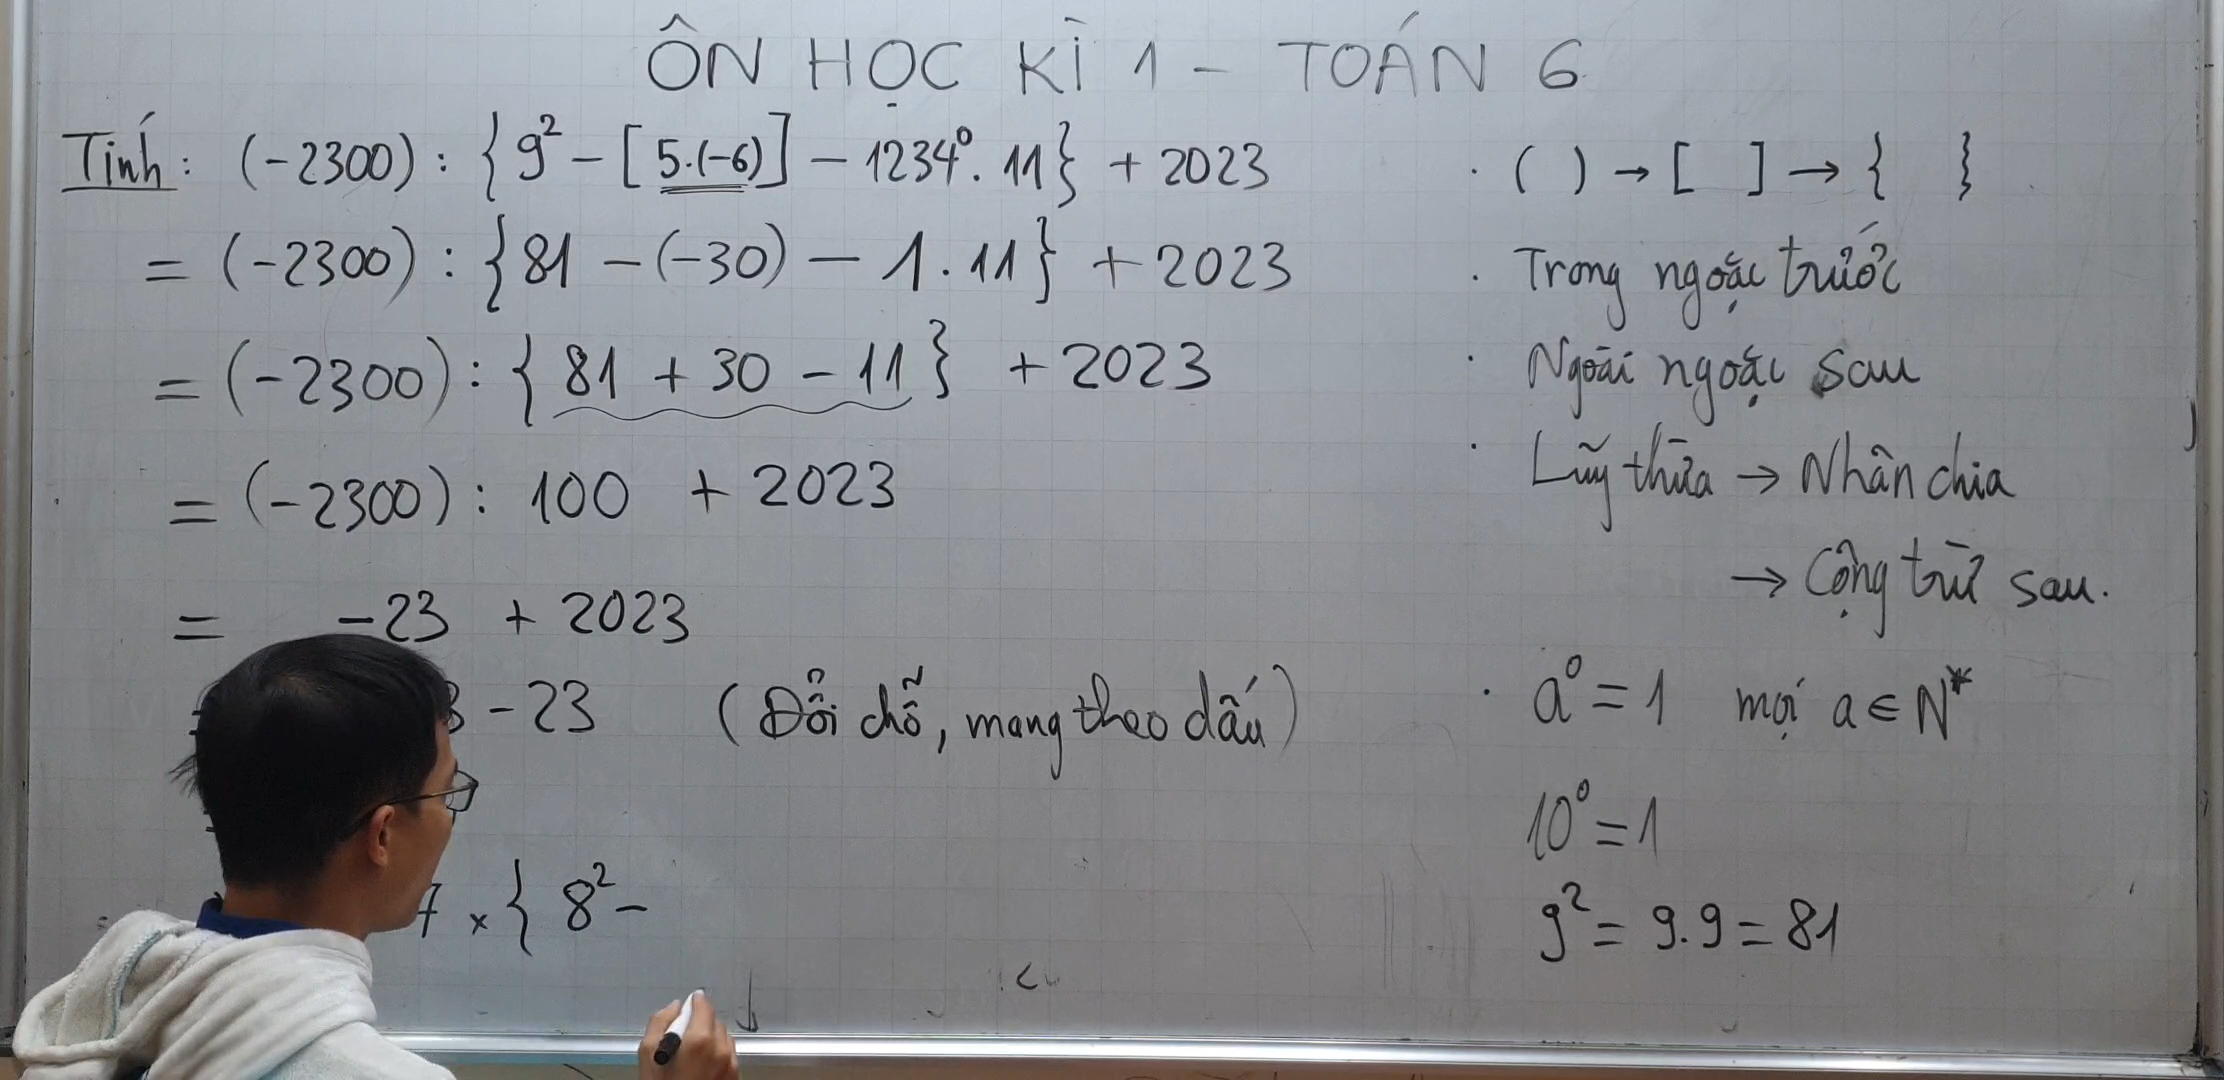 ÔN HỌC KÌ 1 - TOÁN 6
Tính: (-2300) : {9² - [5.(-6)] - 1234⁰. 11} + 2023
= (-2300) : {81 - (-30) - 1 . 11} + 2023
= (-2300) : {81 + 30 - 11} + 2023
= (-2300) : 100 + 2023
= -23 + 2023
3 - 23 (Đổi chỗ, mang theo dấu)
7 x { 8² -
. ( ) → [ ] → { }
. Trong ngoặc trước
. Ngoài ngoặc sau
. Lũy thừa → Nhân chia
→ Cộng trừ sau.
. a⁰ = 1 mọi a ∈ N*
10⁰ = 1
9² = 9.9 = 81